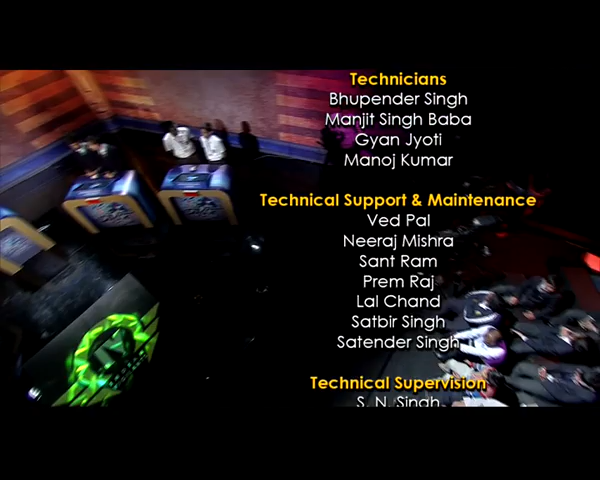 Technicians
Bhupender Singh
Manjit Singh Baba
Gyan Jyoti
Manoj Kumar
Technical Support & Maintenance
Ved Pal
Neeraj Mishra
Sant Ram
Prem Raj
Lal Chand
Satbir Singh
Satender Singh
Technical Supervision
S. N. Singh